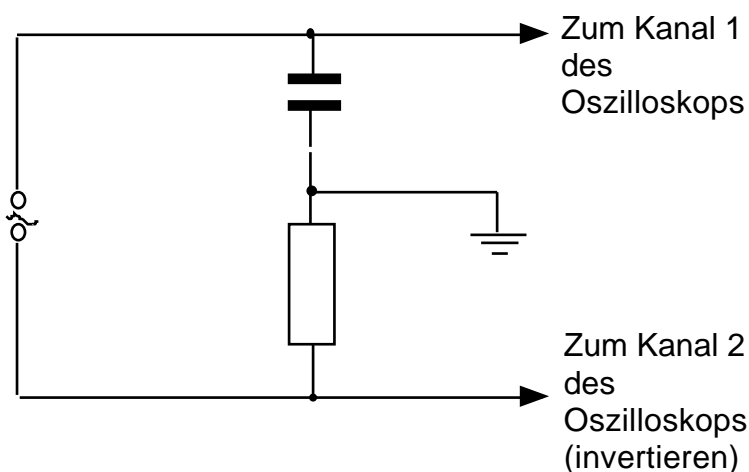 Zum Kanal 1
des
Oszilloskops
Zum Kanal 2
des
Oszilloskops
(invertieren)